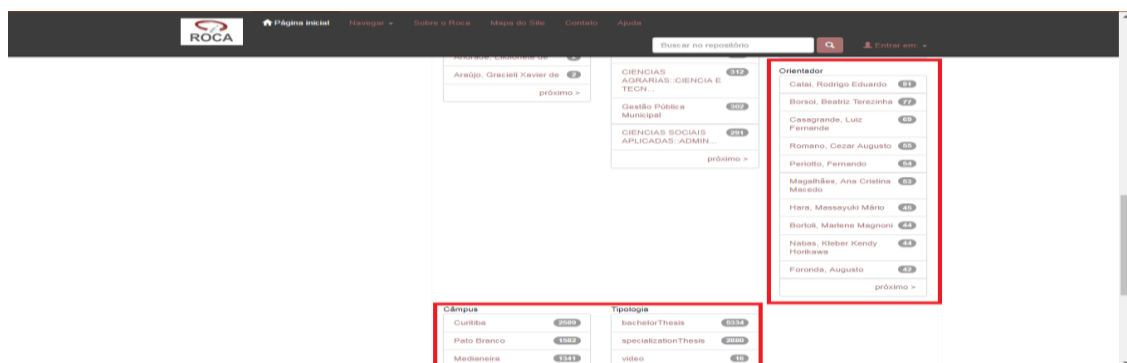 ROCA
Página inicial Navegar Sobre o Roca Mapa do Site Contato Ajuda
Buscar no repositório
Entrar em:
Araújo, Gracieli Xavier de 2
próximo >
CIENCIAS 312
AGRARIAS::CIENCIA E
TECN...
Gestão Pública 302
Municipal
CIENCIAS SOCIAIS 291
APLICADAS::ADMIN...
próximo >
Orientador
Catai, Rodrigo Eduardo 81
Borsoi, Beatriz Terezinha 77
Casagrande, Luiz 69
Fernande
Romano, Cezar Augusto 55
Periotto, Fernando 54
Magalhães, Ana Cristina 53
Macedo
Hara, Massayuki Mário 45
Bortoli, Marlene Magnoni 44
Nabas, Kleber Kendy 44
Horikawa
Foronda, Augusto 42
próximo >
Câmpus
Curitiba 2589
Pato Branco 1582
Medianeira 1341
Tipologia
bachelorThesis 5334
specializationThesis
video 16